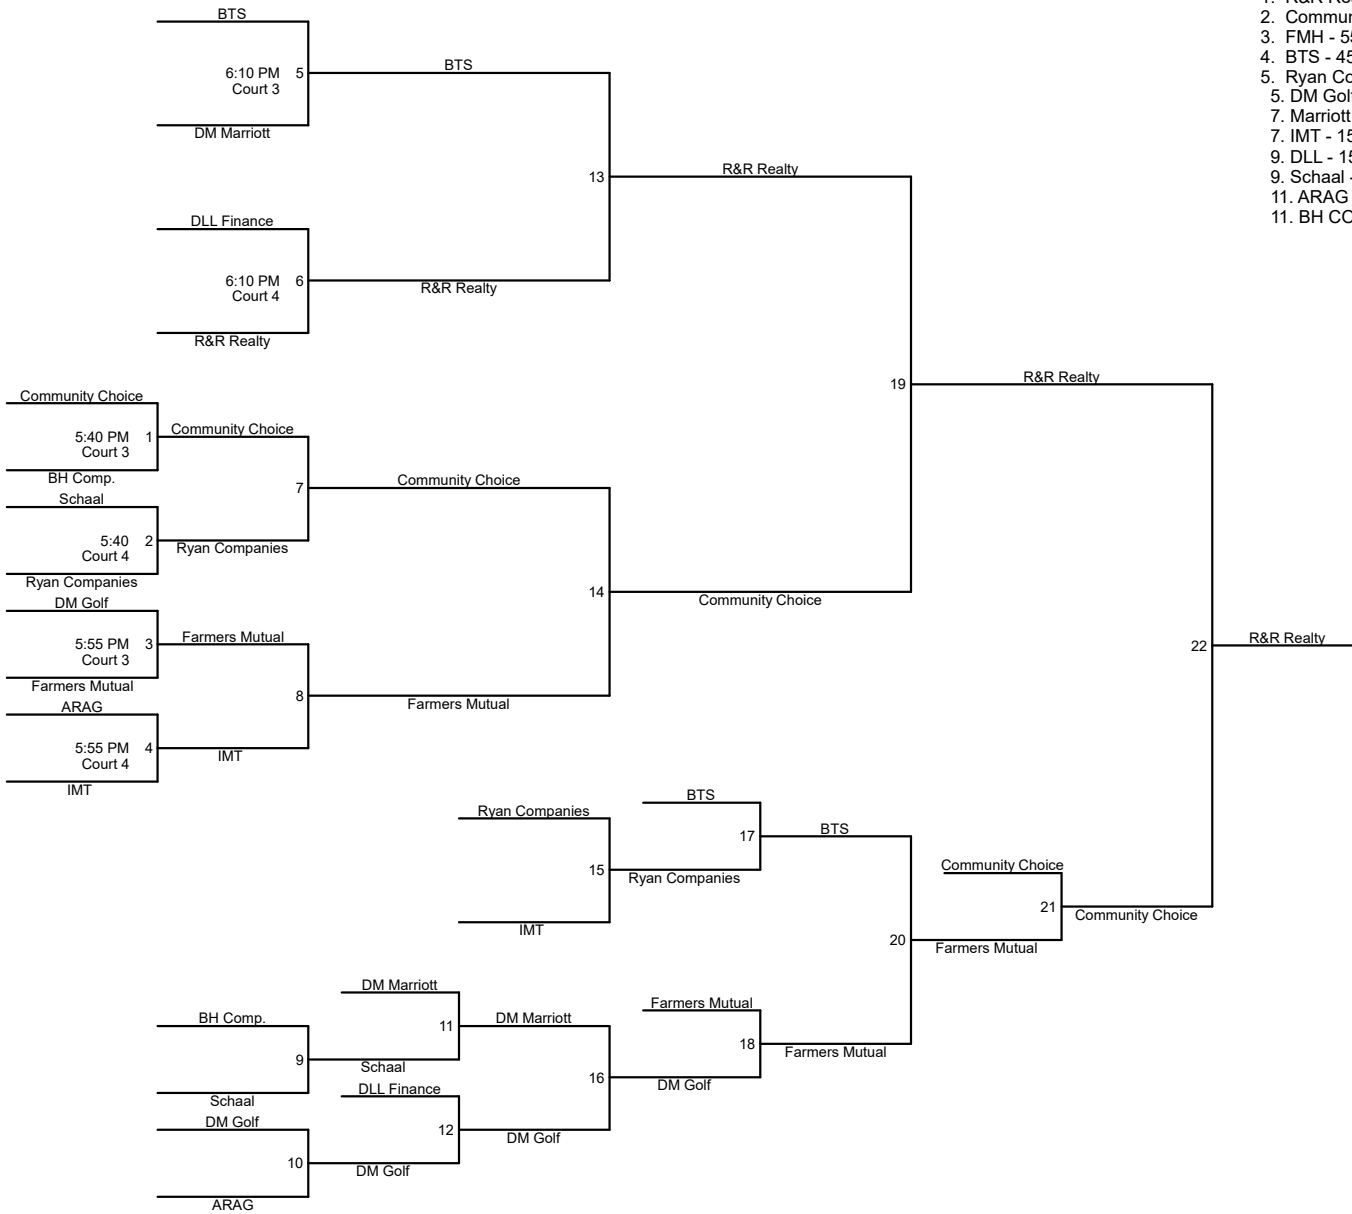 BTS
6:10 PM 5
Court 3
DM Marriott
BTS
DLL Finance
6:10 PM 6
Court 4
R&R Realty
R&R Realty
13
R&R Realty
Community Choice
5:40 PM 1
Court 3
BH Comp.
Community Choice
Schaal
5:40 2
Court 4
Ryan Companies
Ryan Companies
7
Community Choice
DM Golf
5:55 PM 3
Court 3
Farmers Mutual
Farmers Mutual
ARAG
5:55 PM 4
Court 4
IMT
IMT
8
Farmers Mutual
14
Community Choice
19
R&R Realty
22
R&R Realty
Ryan Companies
15
IMT
BTS
17
Ryan Companies
BTS
Community Choice
21
Community Choice
20
Farmers Mutual
DM Marriott
11
Schaal
DM Marriott
BH Comp.
9
Schaal
DLL Finance
12
DM Golf
DM Golf
10
DM Golf
ARAG
16
DM Golf
Farmers Mutual
18
Farmers Mutual
2. Commun
3. FMH - 55
4. BTS - 45
5. Ryan Co
5. DM Golf
7. Marriott
7. IMT - 15
9. DLL - 15
9. Schaal -
11. ARAG
11. BH CO